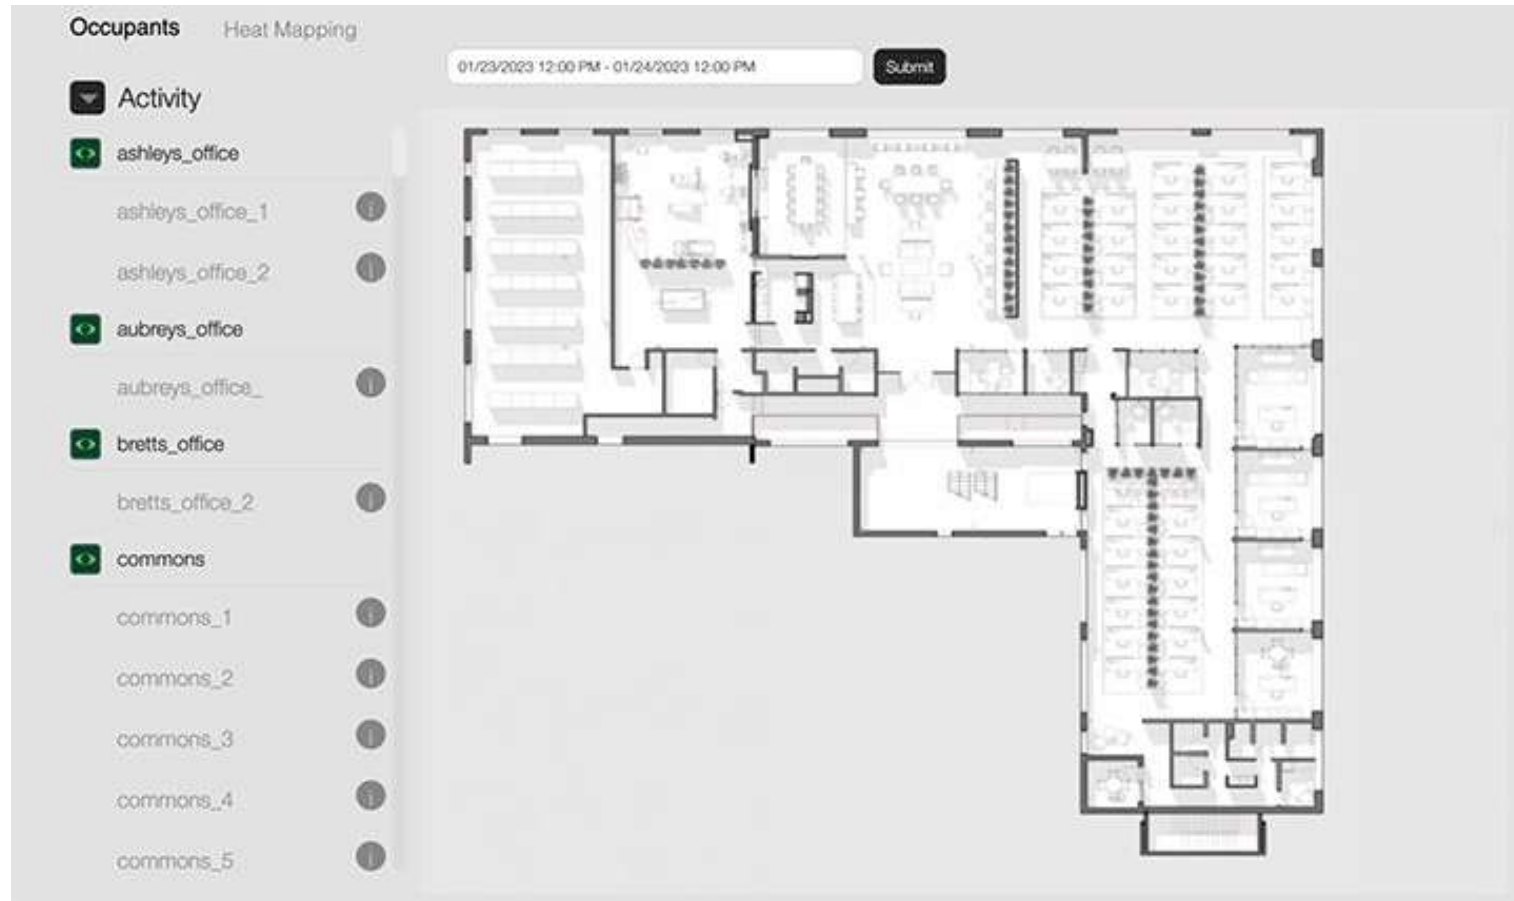 Occupants Heat Mapping
01/23/2023 12:00 PM - 01/24/2023 12:00 PM Submit
Activity
ashleys_office
ashleys_office_1
ashleys_office_2
aubreys_office
aubreys_office_
bretts_office
bretts_office_2
commons
commons_1
commons_2
commons_3
commons_4
commons_5